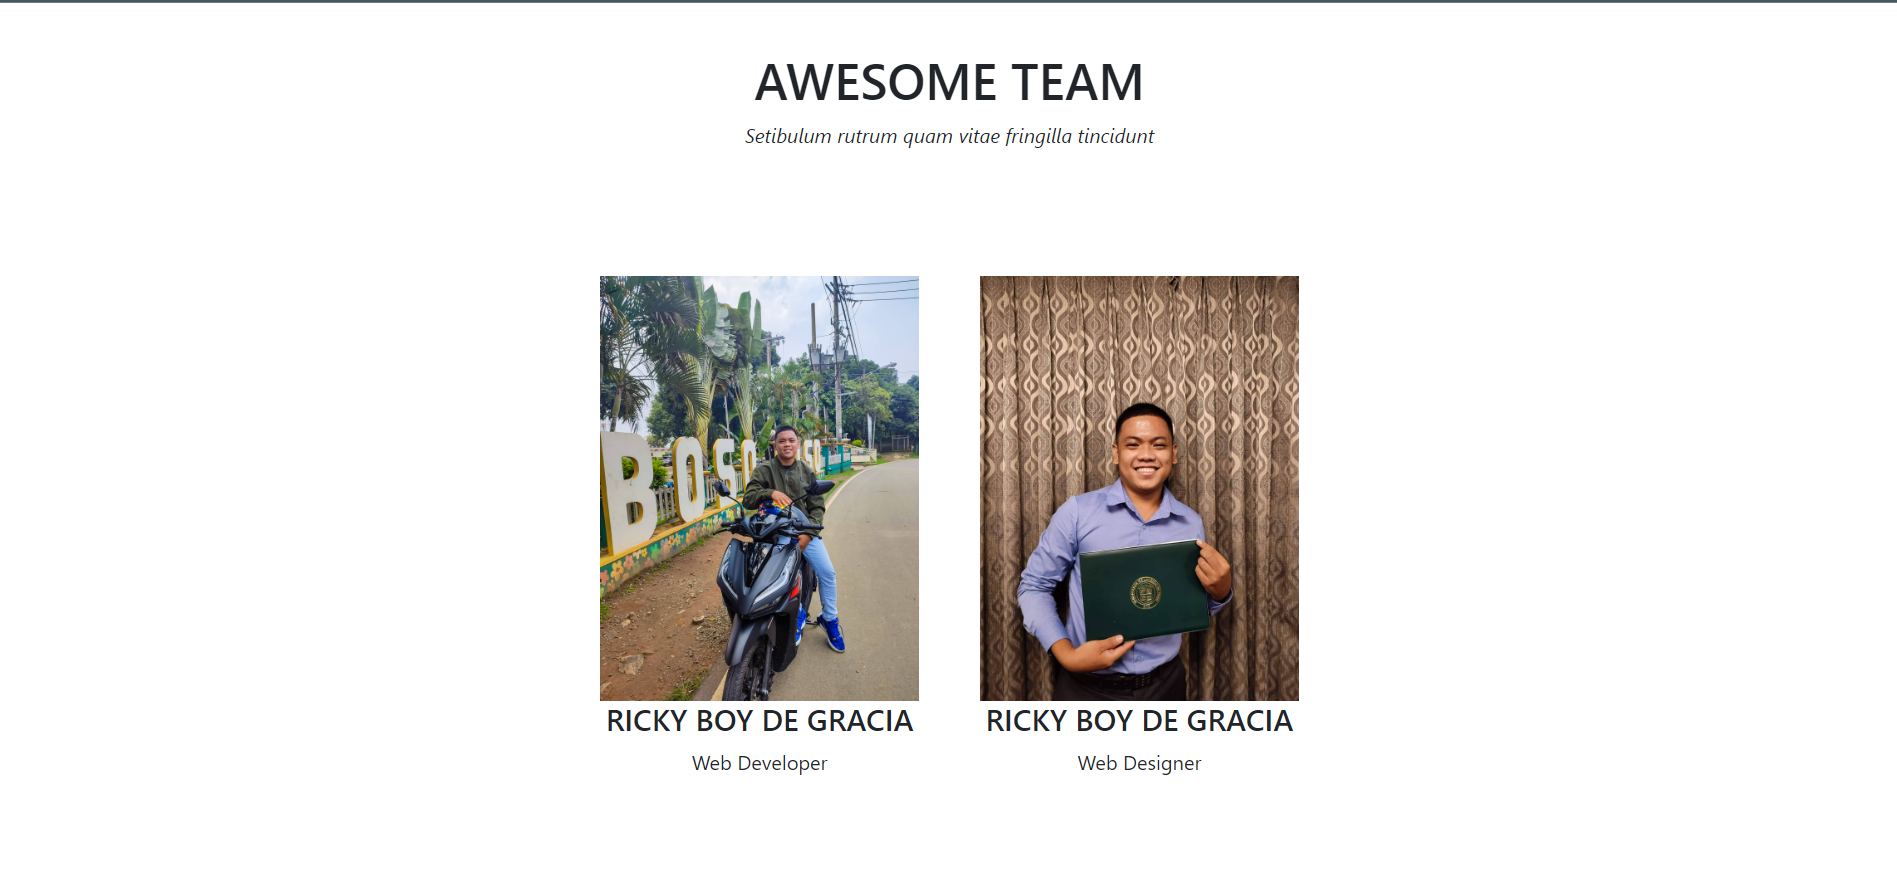 AWESOME TEAM
Setibulum rutrum quam vitae fringilla tincidunt
BOSO
RICKY BOY DE GRACIA
Web Developer
RICKY BOY DE GRACIA
Web Designer